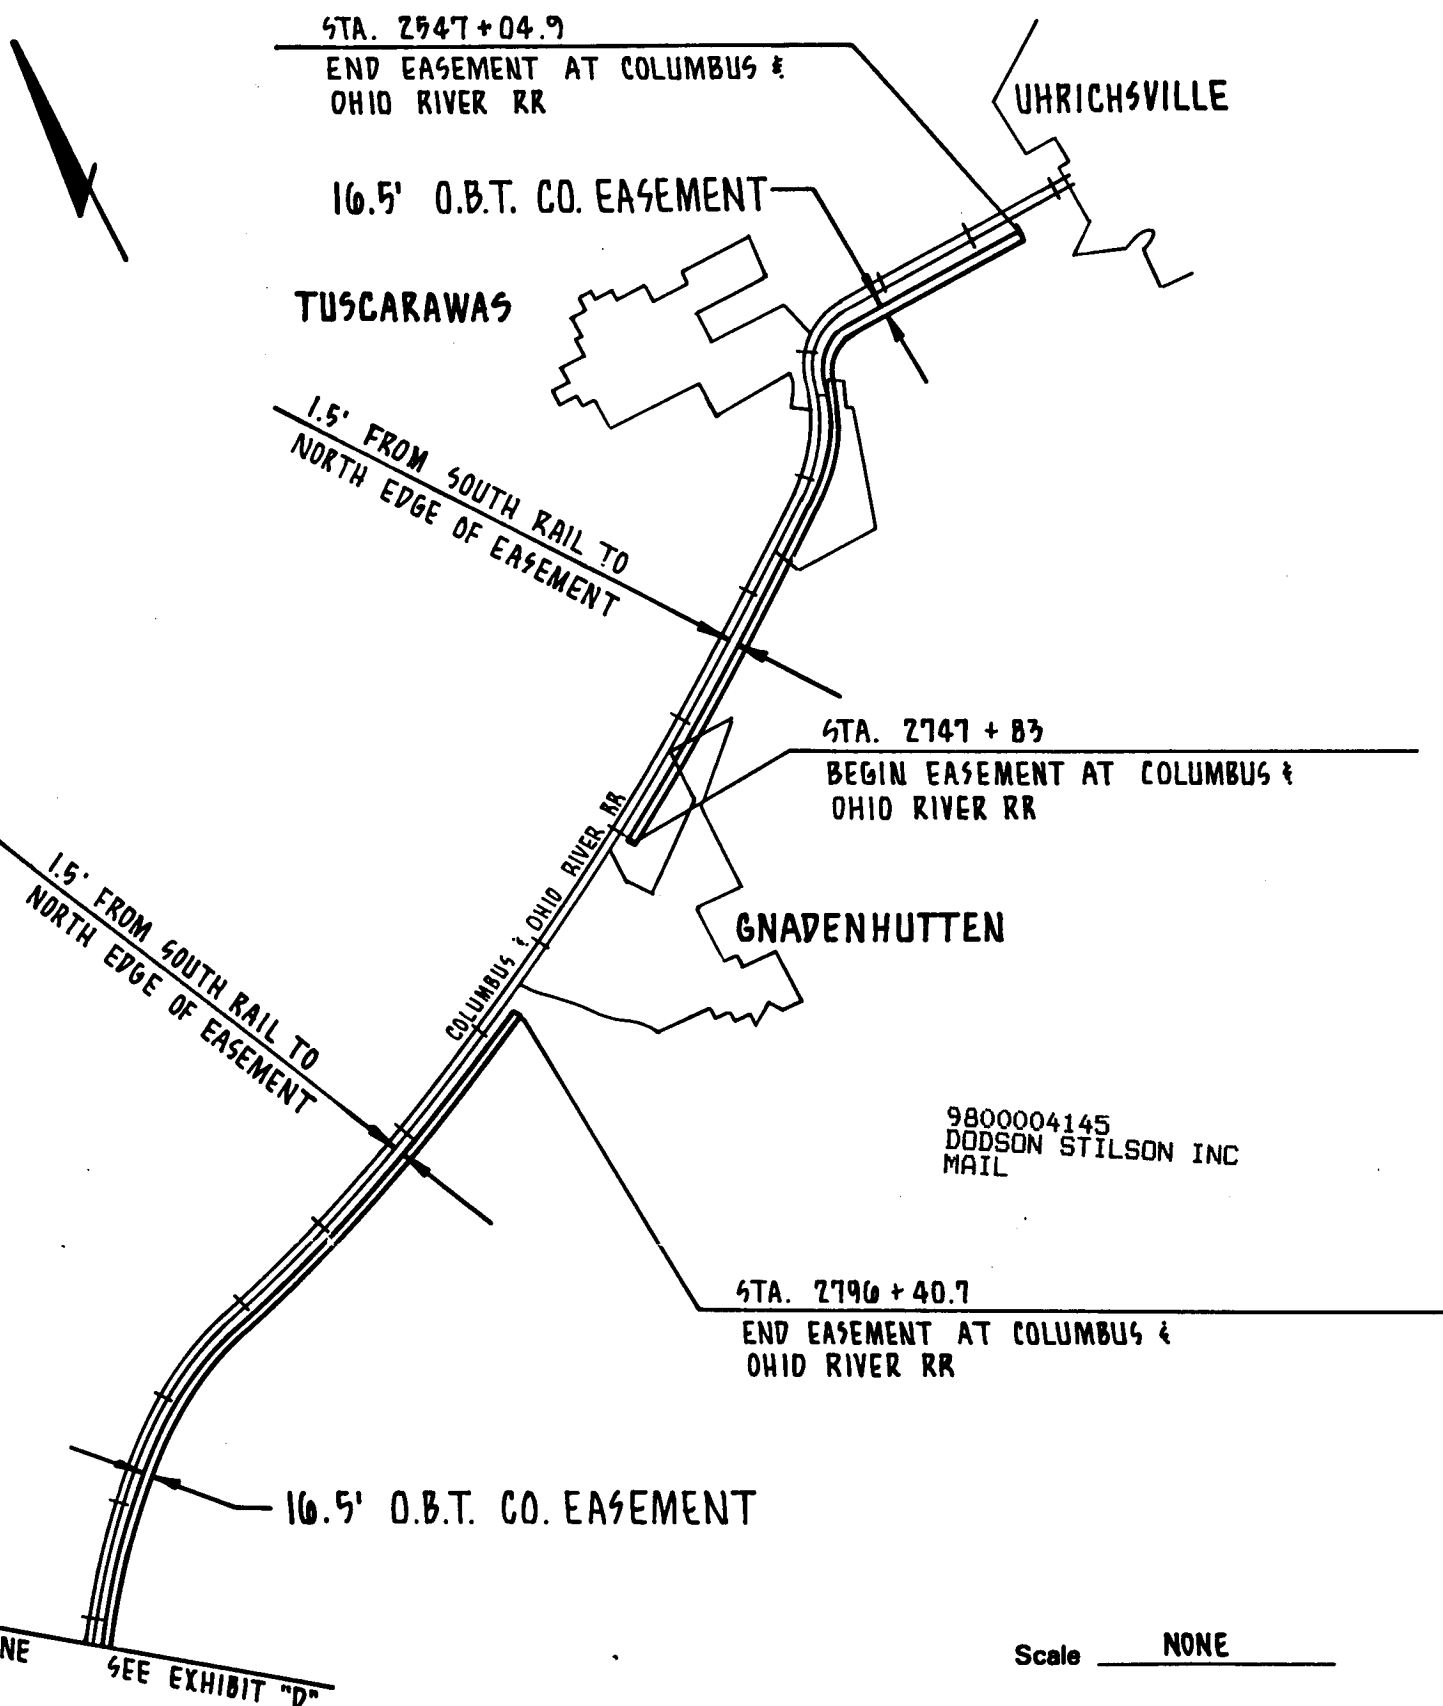 STA. 2547 + 04.9
END EASEMENT AT COLUMBUS &
OHIO RIVER RR
UHRICHSVILLE
16.5' O.B.T. CO. EASEMENT
TUSCARAWAS
1.5' FROM SOUTH RAIL TO
NORTH EDGE OF EASEMENT
STA. 2747 + 83
BEGIN EASEMENT AT COLUMBUS &
OHIO RIVER RR
COLUMBUS & OHIO RIVER RR
GNADENHUTTEN
1.5' FROM SOUTH RAIL TO
NORTH EDGE OF EASEMENT
9800004145
DODSON STILSON INC
MAIL
STA. 2796 + 40.7
END EASEMENT AT COLUMBUS &
OHIO RIVER RR
16.5' O.B.T. CO. EASEMENT
NE SEE EXHIBIT "D"
Scale NONE